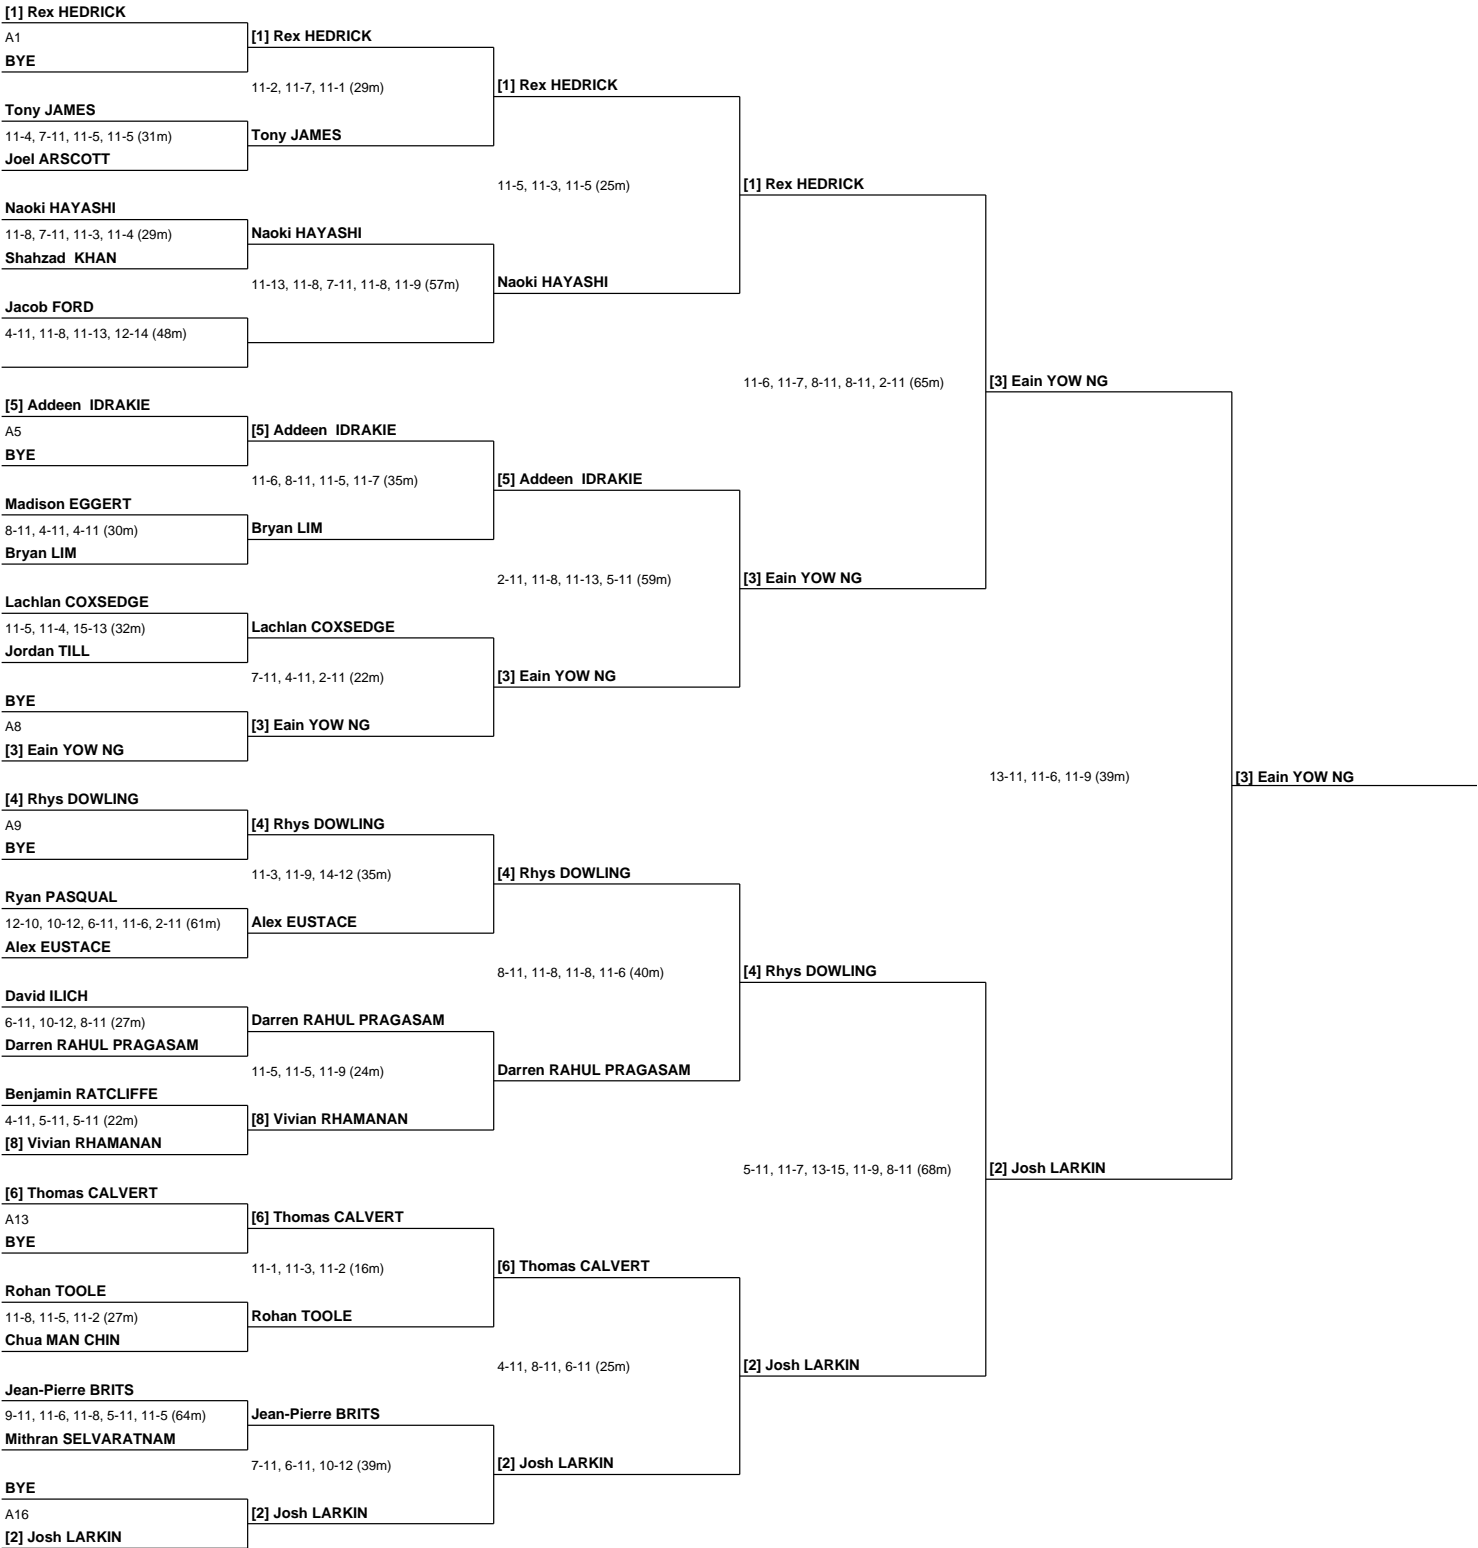 [1] Rex HEDRICK
A1
BYE
Tony JAMES
11-4, 7-11, 11-5, 11-5 (31m)
Joel ARSCOTT
Naoki HAYASHI
11-8, 7-11, 11-3, 11-4 (29m)
Shahzad  KHAN
Jacob FORD
4-11, 11-8, 11-13, 12-14 (48m)
[5] Addeen  IDRAKIE
A5
BYE
Madison EGGERT
8-11, 4-11, 4-11 (30m)
Bryan LIM
Lachlan COXSEDGE
11-5, 11-4, 15-13 (32m)
Jordan TILL
BYE
A8
[3] Eain YOW NG
[4] Rhys DOWLING
A9
BYE
Ryan PASQUAL
12-10, 10-12, 6-11, 11-6, 2-11 (61m)
Alex EUSTACE
David ILICH
6-11, 10-12, 8-11 (27m)
Darren RAHUL PRAGASAM
Benjamin RATCLIFFE
4-11, 5-11, 5-11 (22m)
[8] Vivian RHAMANAN
[6] Thomas CALVERT
A13
BYE
Rohan TOOLE
11-8, 11-5, 11-2 (27m)
Chua MAN CHIN
Jean-Pierre BRITS
9-11, 11-6, 11-8, 5-11, 11-5 (64m)
Mithran SELVARATNAM
BYE
A16
[2] Josh LARKIN
[1] Rex HEDRICK
11-2, 11-7, 11-1 (29m)
Tony JAMES
Naoki HAYASHI
11-13, 11-8, 7-11, 11-8, 11-9 (57m)
[5] Addeen  IDRAKIE
11-6, 8-11, 11-5, 11-7 (35m)
Bryan LIM
Lachlan COXSEDGE
7-11, 4-11, 2-11 (22m)
[3] Eain YOW NG
[4] Rhys DOWLING
11-3, 11-9, 14-12 (35m)
Alex EUSTACE
Darren RAHUL PRAGASAM
11-5, 11-5, 11-9 (24m)
[8] Vivian RHAMANAN
[6] Thomas CALVERT
11-1, 11-3, 11-2 (16m)
Rohan TOOLE
Jean-Pierre BRITS
7-11, 6-11, 10-12 (39m)
[2] Josh LARKIN
[1] Rex HEDRICK
11-5, 11-3, 11-5 (25m)
Naoki HAYASHI
[5] Addeen  IDRAKIE
2-11, 11-8, 11-13, 5-11 (59m)
[3] Eain YOW NG
[4] Rhys DOWLING
8-11, 11-8, 11-8, 11-6 (40m)
Darren RAHUL PRAGASAM
[6] Thomas CALVERT
4-11, 8-11, 6-11 (25m)
[2] Josh LARKIN
[1] Rex HEDRICK
11-6, 11-7, 8-11, 8-11, 2-11 (65m)
[3] Eain YOW NG
[4] Rhys DOWLING
5-11, 11-7, 13-15, 11-9, 8-11 (68m)
[2] Josh LARKIN
[3] Eain YOW NG
13-11, 11-6, 11-9 (39m)
[2] Josh LARKIN
[3] Eain YOW NG